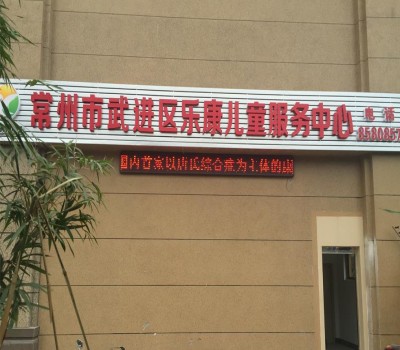 常州市武进区乐康儿童服务中心
电话
国内首家以唐氏综合症为主体的康